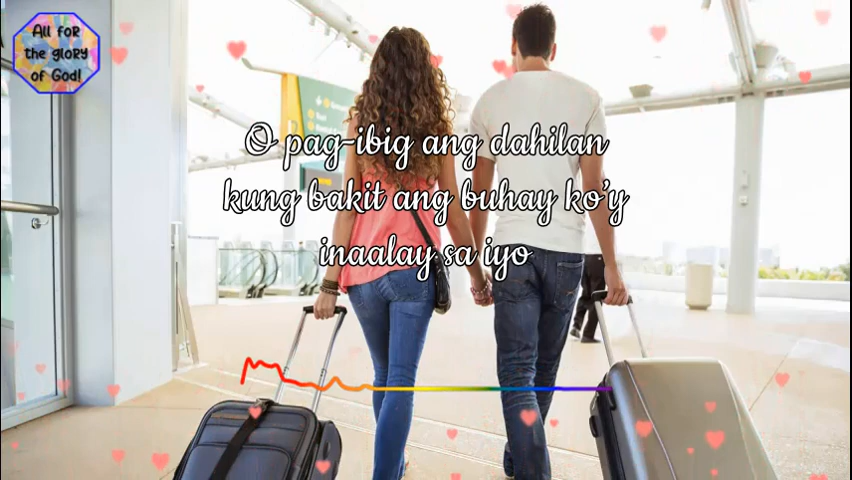 All for
the glory
of God!
O pag-ibig ang dahilan
kung bakit ang buhay ko'y
inaalay sa iyo